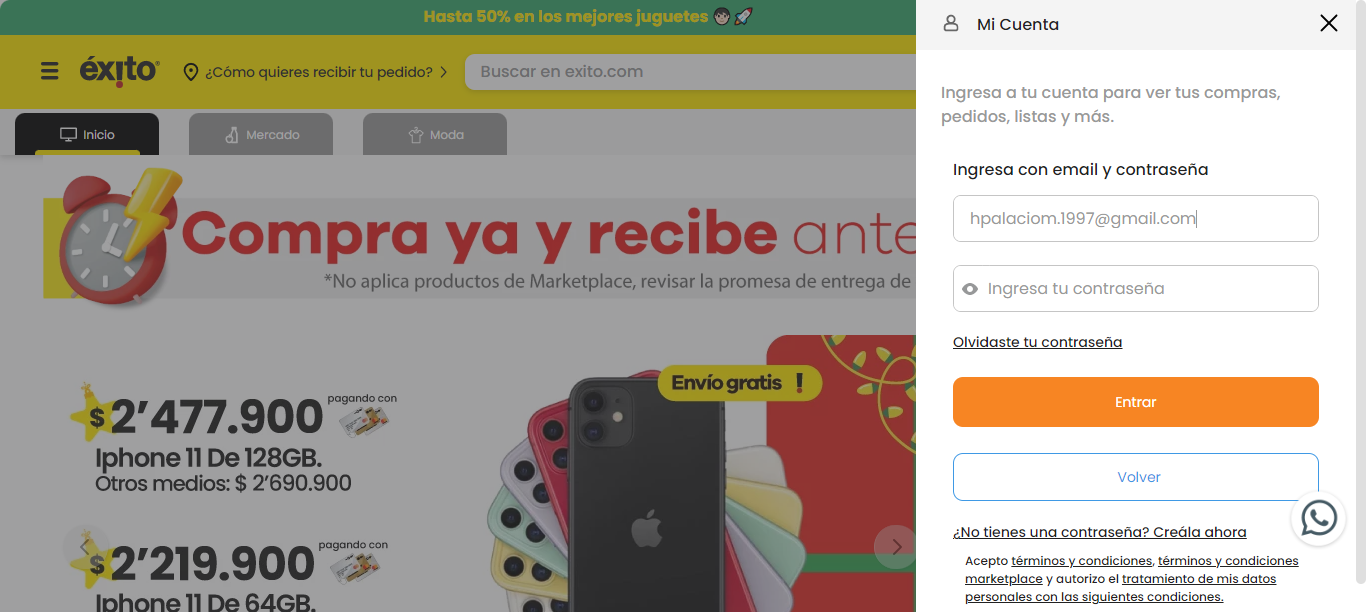 Hasta 50% en los mejores juguetes
éxito
¿Cómo quieres recibir tu pedido?
Buscar en exito.com
Inicio
Mercado
Moda
Compra ya y recibe ante
*No aplica productos de Marketplace, revisar la promesa de entrega de
Envío gratis !
$2’477.900
pagando con
Iphone 11 De 128GB.
Otros medios: $ 2’690.900
$2’219.900
pagando con
Iphone 11 De 64GB.
Mi Cuenta
Ingresa a tu cuenta para ver tus compras,
pedidos, listas y más.
Ingresa con email y contraseña
hpalaciom.1997@gmail.com
Ingresa tu contraseña
Olvidaste tu contraseña
Entrar
Volver
¿No tienes una contraseña? Creála ahora
Acepto términos y condiciones, términos y condiciones
marketplace y autorizo el tratamiento de mis datos
personales con las siguientes condiciones.